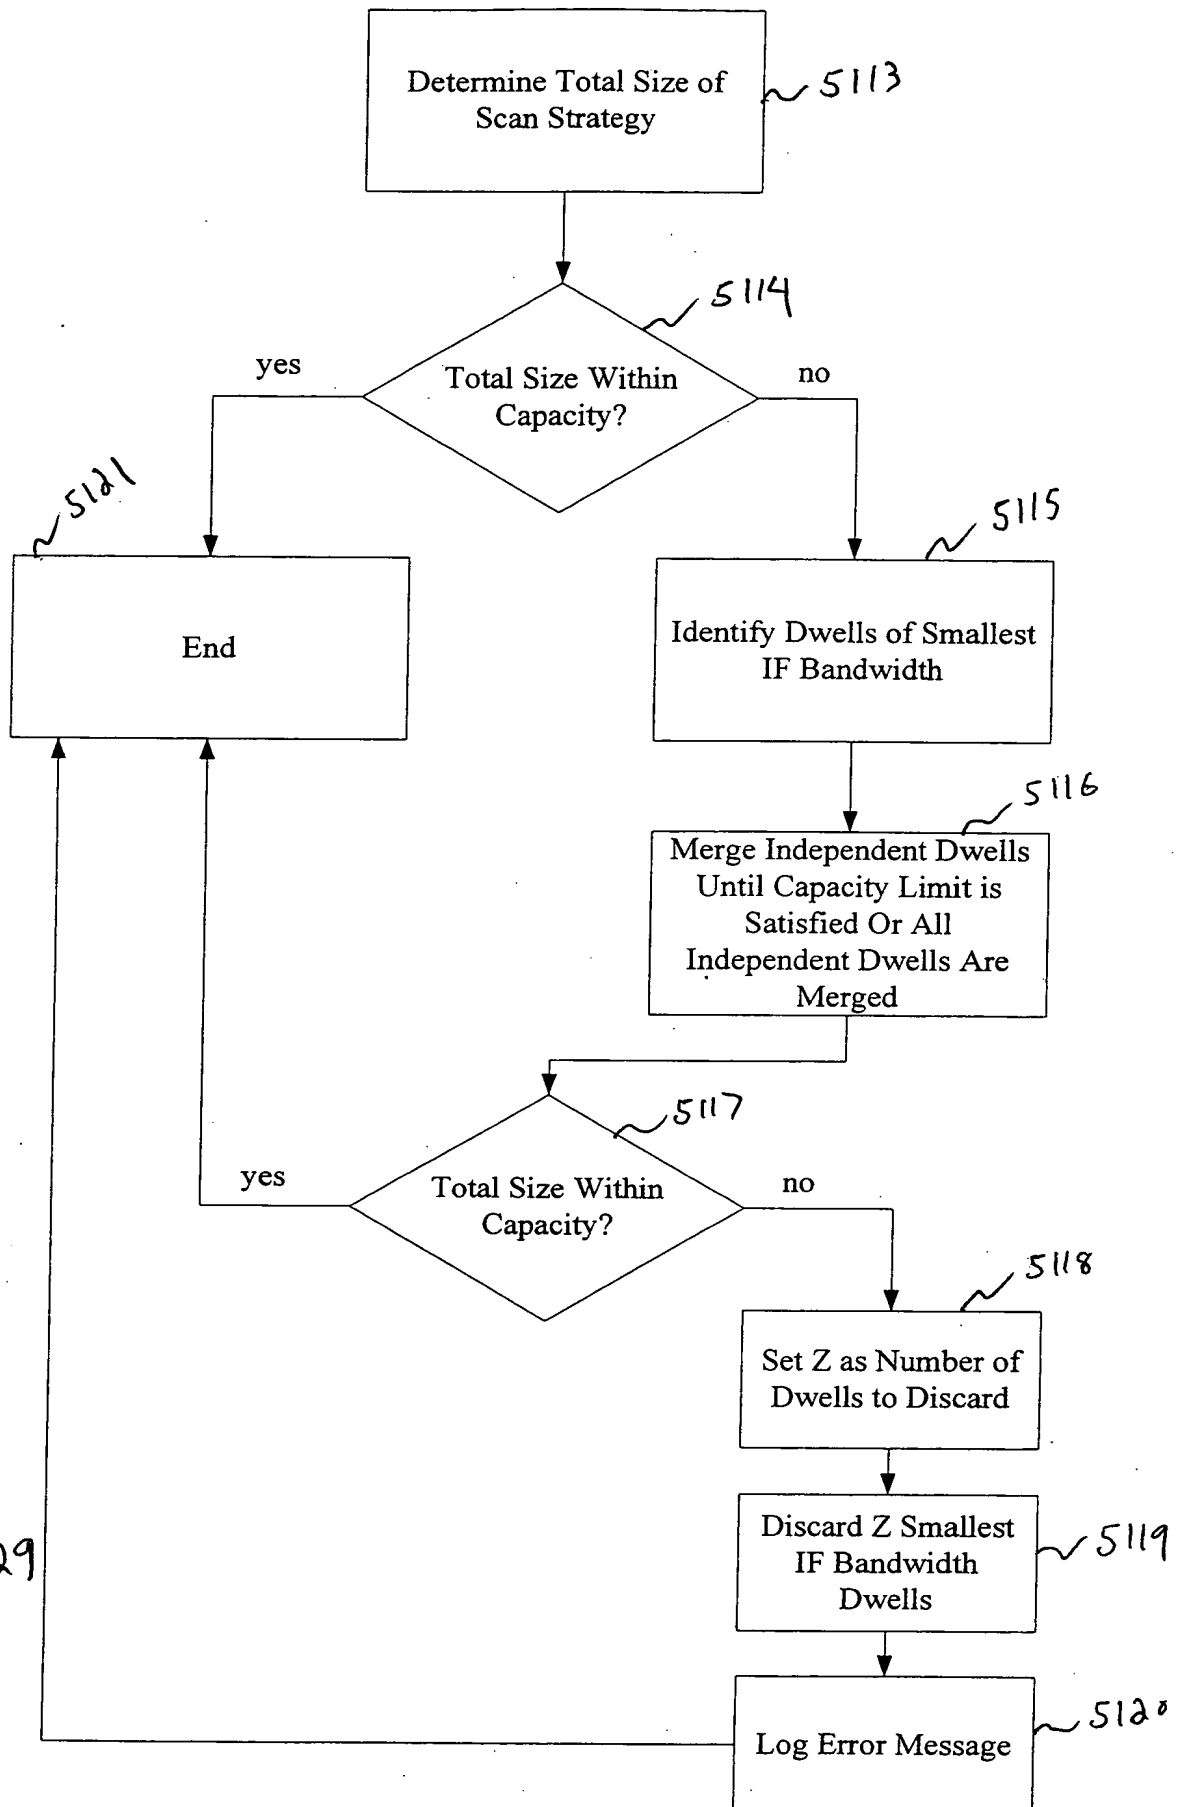 Determine Total Size of
Scan Strategy
5113
5114
Total Size Within
Capacity?
yes
no
5121
End
5115
Identify Dwells of Smallest
IF Bandwidth
5116
Merge Independent Dwells
Until Capacity Limit is
Satisfied Or All
Independent Dwells Are
Merged
5117
Total Size Within
Capacity?
yes
no
5118
Set Z as Number of
Dwells to Discard
29
Discard Z Smallest
IF Bandwidth
Dwells
5119
Log Error Message
5120